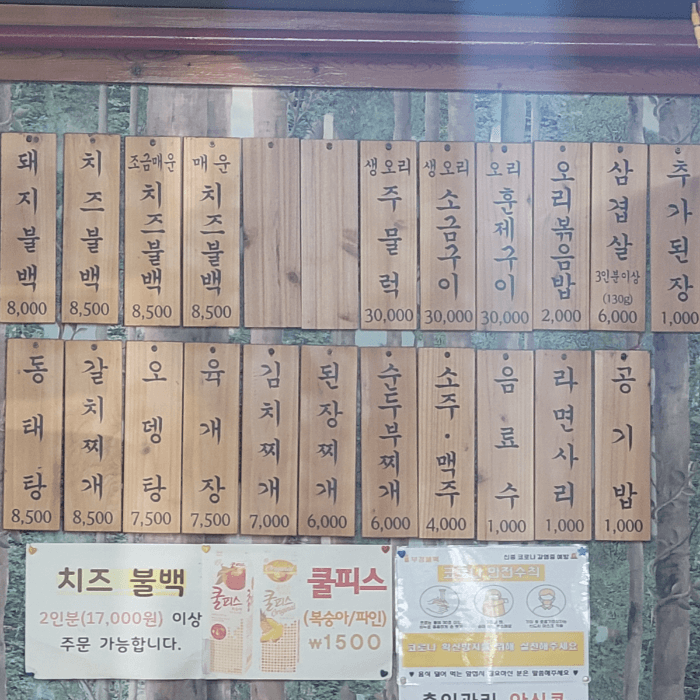 돼지불백
8,000
치즈불백
8,500
조금매운
치즈불백
8,500
매운
치즈불백
8,500
생오리
주물럭
30,000
생오리
소금구이
30,000
오리
훈제구이
30,000
오리볶음밥
2,000
삼겹살
3인분이상
(130g)
6,000
추가된장
1,000
동태탕
8,500
갈치찌개
8,500
오뎅탕
7,500
육개장
7,500
김치찌개
7,000
된장찌개
6,000
순두부찌개
6,000
소주·맥주
4,000
음료수
1,000
라면사리
1,000
공기밥
1,000
치즈 불백
2인분(17,000원) 이상
주문 가능합니다.
쿨피스
쿨피스
쿨피스
(복숭아/파인)
₩1500